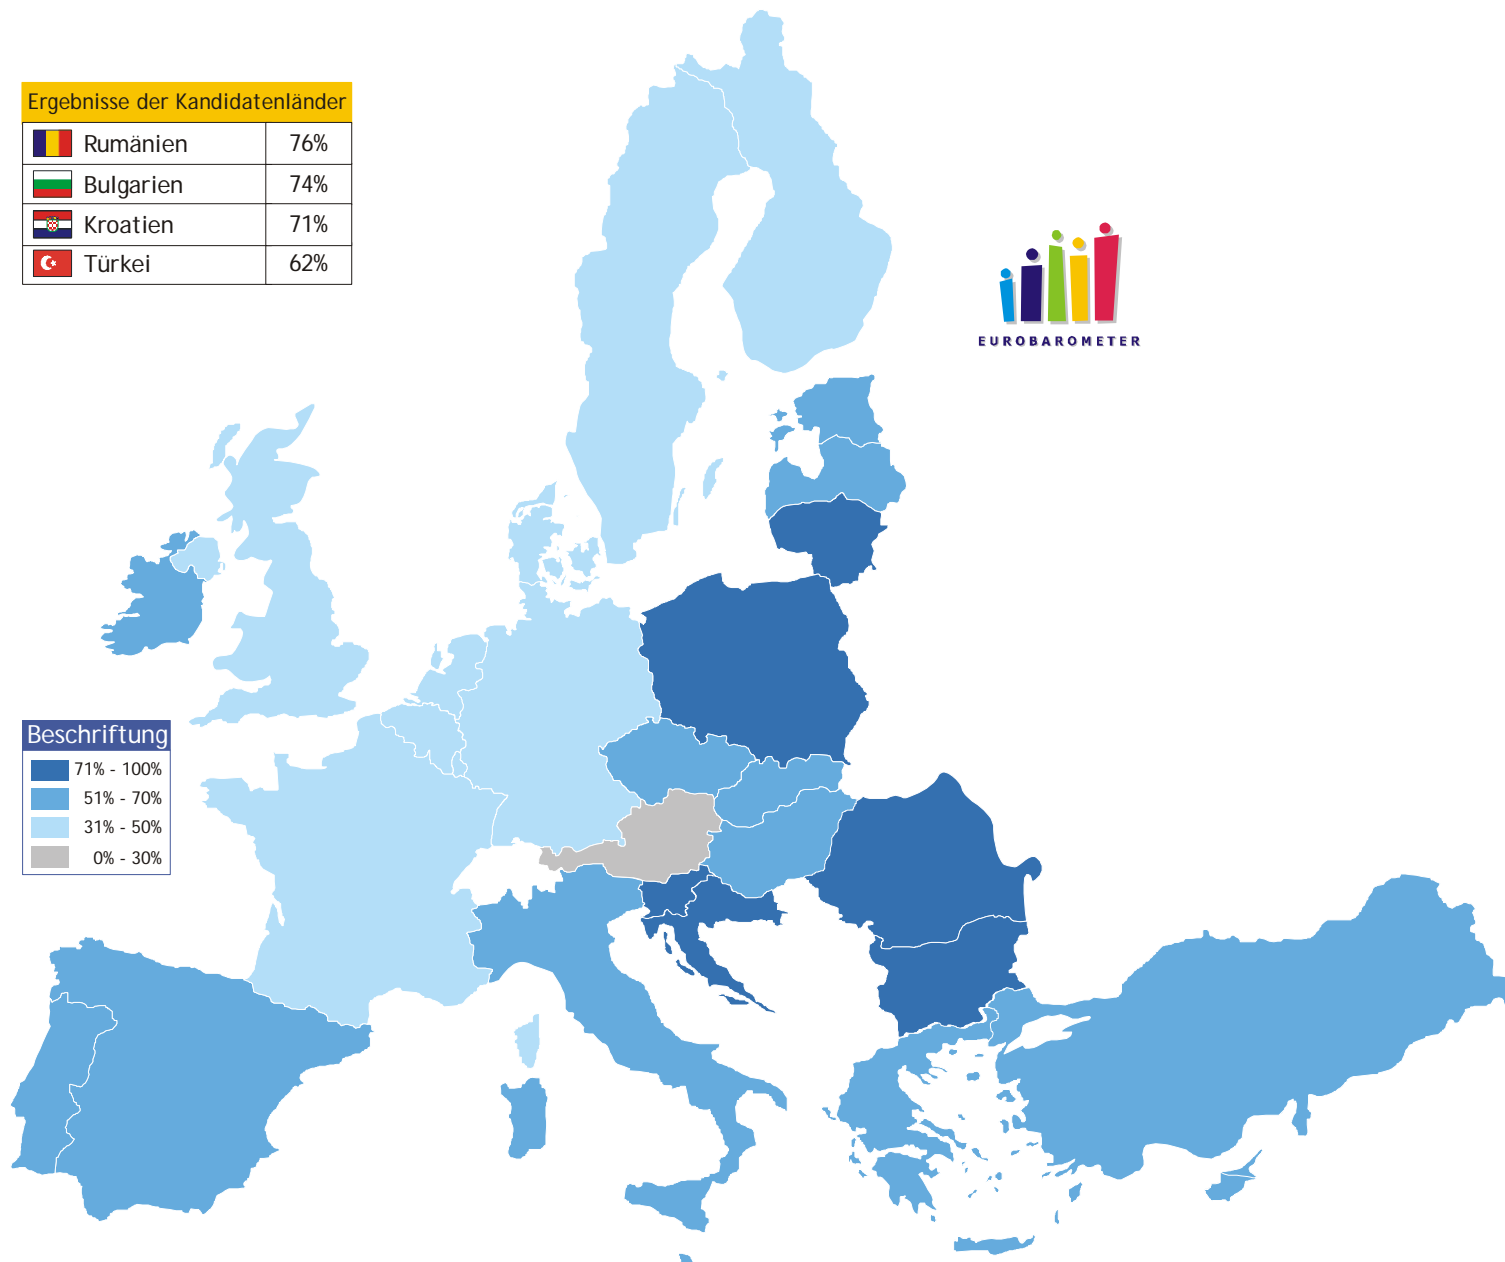 Ergebnisse der Kandidatenländer
Rumänien 76%
Bulgarien 74%
Kroatien 71%
Türkei 62%
EUROBAROMETER
Beschriftung
71% - 100%
51% - 70%
31% - 50%
0% - 30%